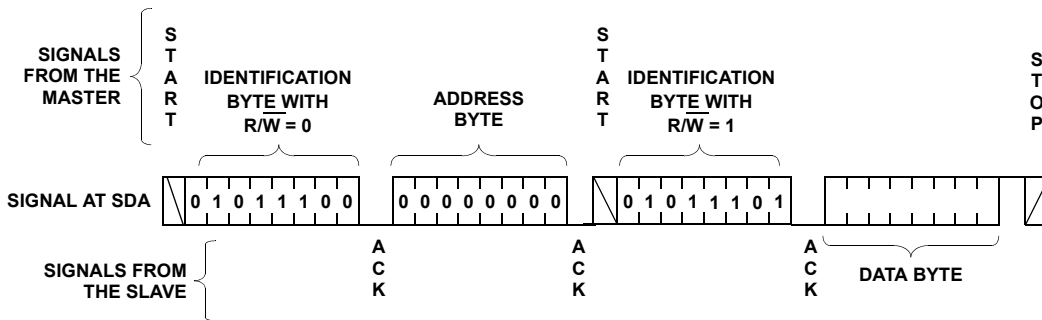 SIGNALS
FROM THE
MASTER
S
T
A
R
T
IDENTIFICATION
BYTE WITH
R/W = 0
ADDRESS
BYTE
S
T
A
R
T
IDENTIFICATION
BYTE WITH
R/W = 1
S
T
O
P
SIGNAL AT SDA
0 1 0 1 1 1 0 0
0 0 0 0 0 0 0 0
0 1 0 1 1 1 0 1
A
C
K
A
C
K
A
C
K
SIGNALS FROM
THE SLAVE
DATA BYTE